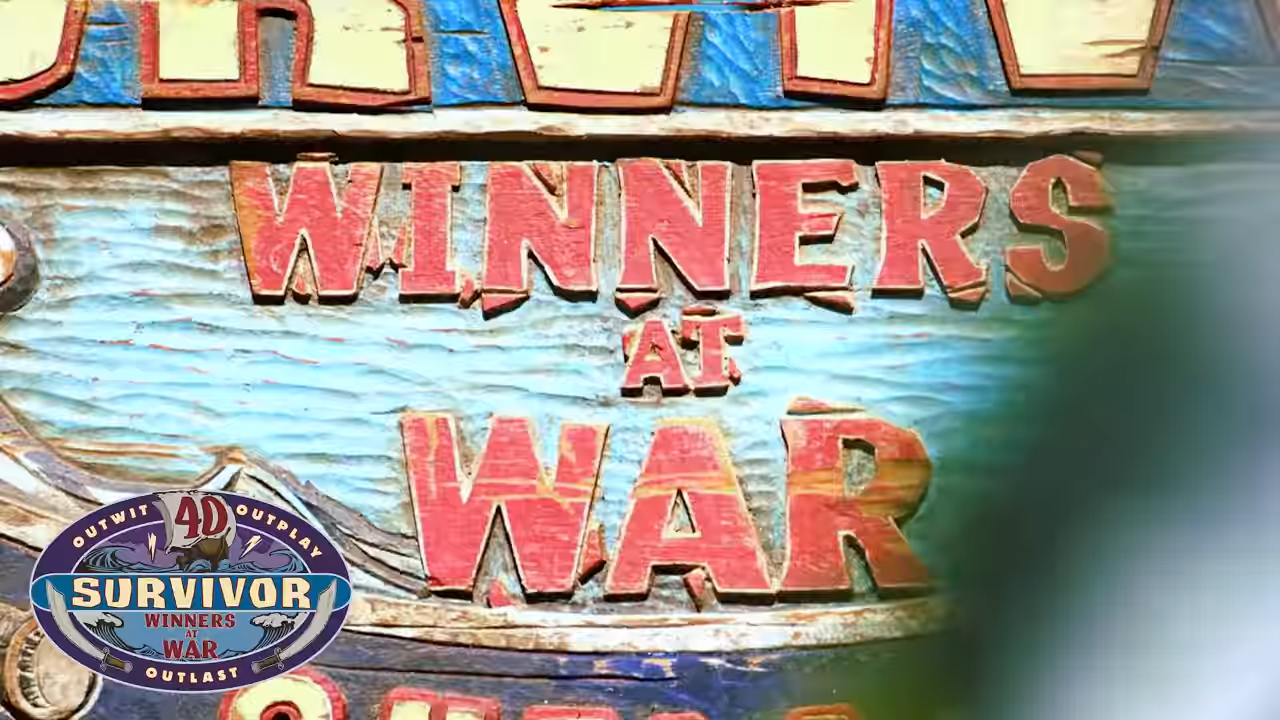 WINNERS
AT
WAR
40
OUTWIT OUTPLAY
SURVIVOR
WINNERS
AT
WAR
OUTLAST